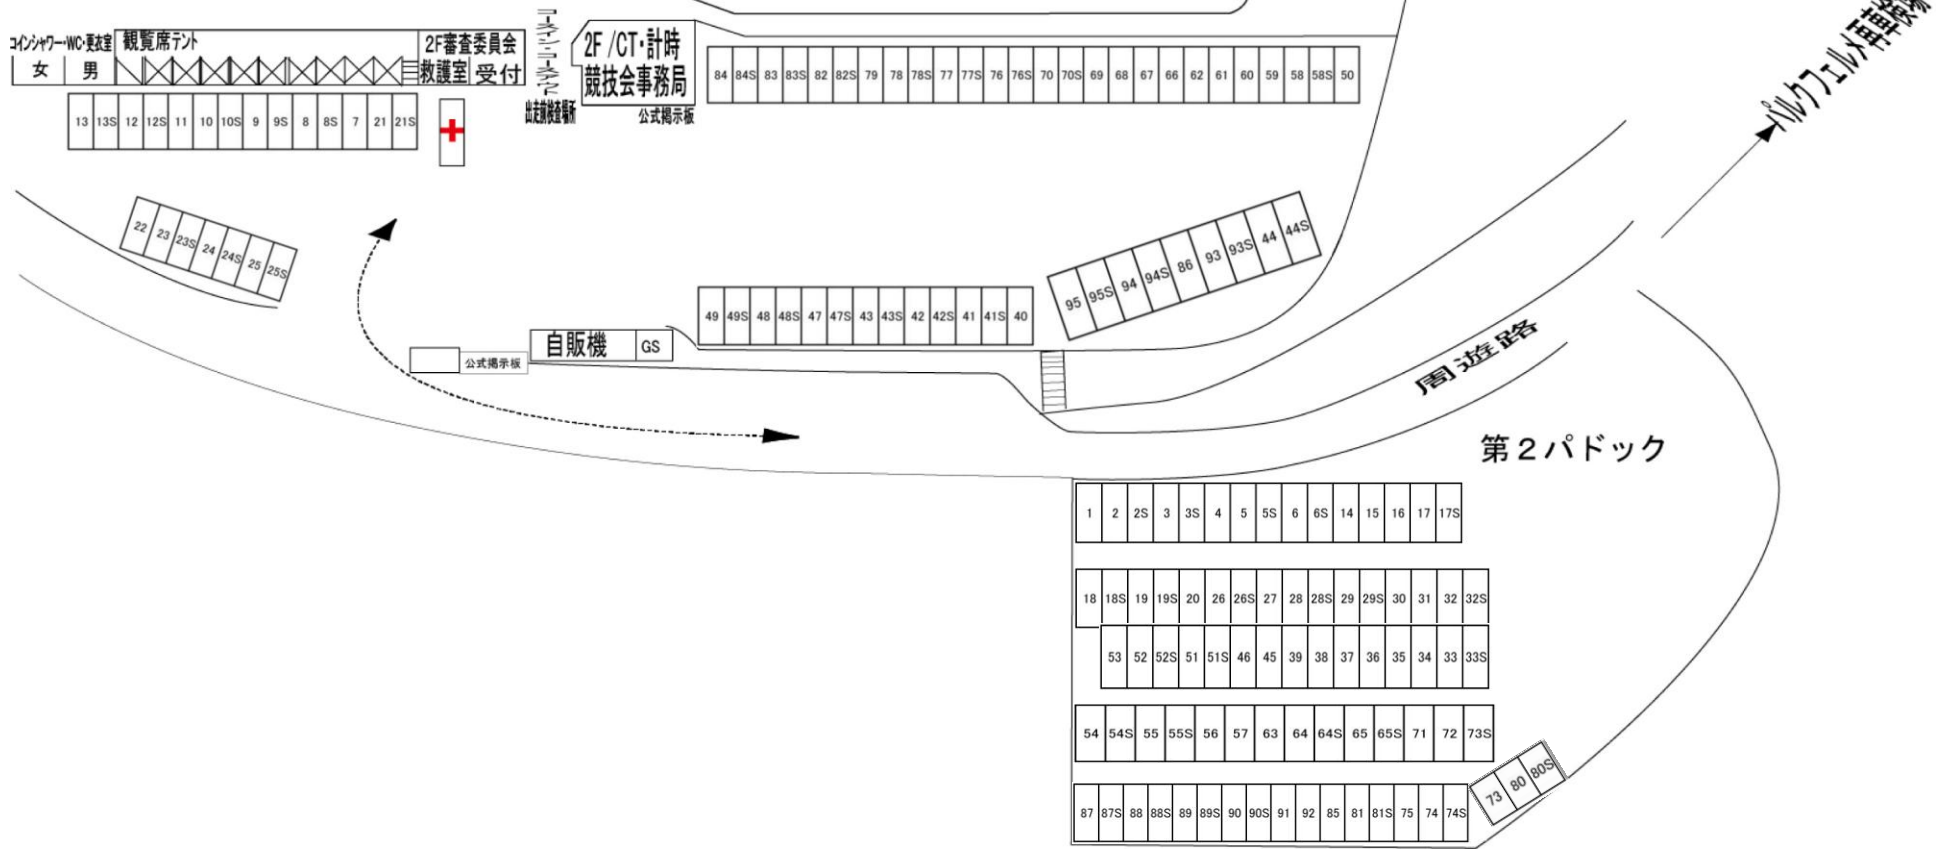 コインシャワー・WC・更衣室
女 男
観覧席テント
2F審査委員会
救護室 受付
出走前検査場所
2F /CT・計時
競技会事務局
公式掲示板
84 84S 83 83S 82 82S 79 78 78S 77 77S 76 76S 70 70S 69 68 67 66 62 61 60 59 58 58S 50
13 13S 12 12S 11 10 10S 9 9S 8 8S 7 21 21S
22 23 23S 24 24S 25 25S
95 95S 94 94S 86 93 93S 44 44S
49 49S 48 48S 47 47S 43 43S 42 42S 41 41S 40
自販機 GS
公式掲示板
周遊路
第2パドック
1 2 2S 3 3S 4 5 5S 6 6S 14 15 16 17 17S
18 18S 19 19S 20 26 26S 27 28 28S 29 29S 30 31 32 32S
53 52 52S 51 51S 46 45 39 38 37 36 35 34 33 33S
54 54S 55 55S 56 57 63 64 64S 65 65S 71 72 73S
73 80 80S
87 87S 88 88S 89 89S 90 90S 91 92 85 81 81S 75 74 74S